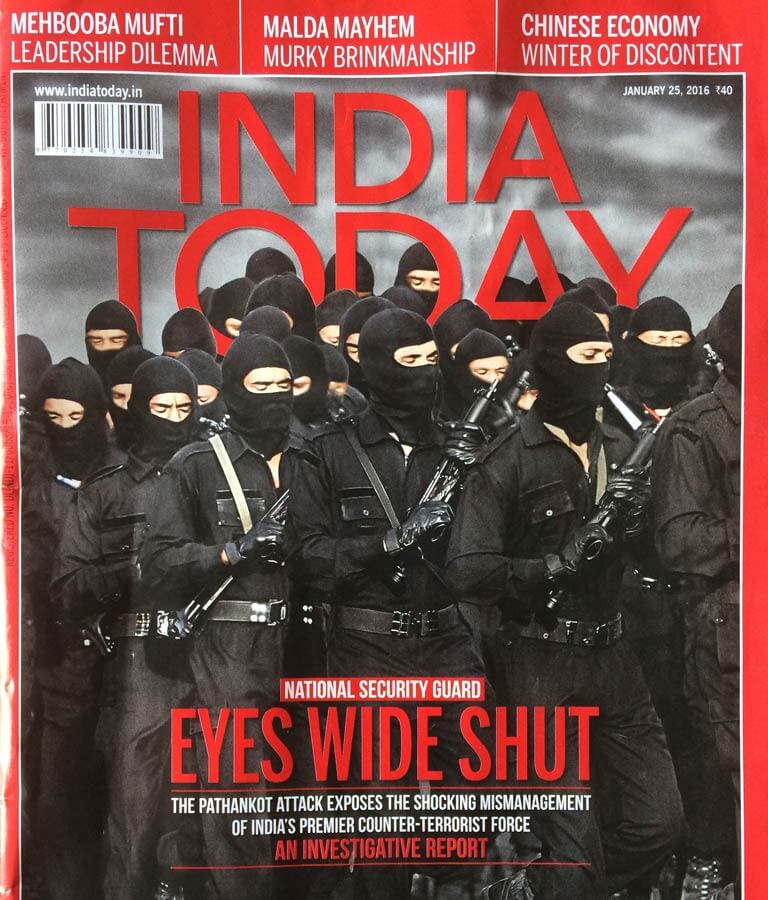 MEHBOOBA MUFTI
LEADERSHIP DILEMMA
MALDA MAYHEM
MURKY BRINKMANSHIP
CHINESE ECONOMY
WINTER OF DISCONTENT
www.indiatoday.in
JANUARY 25, 2016 ₹40
INDIA
TODAY
NATIONAL SECURITY GUARD
EYES WIDE SHUT
THE PATHANKOT ATTACK EXPOSES THE SHOCKING MISMANAGEMENT
OF INDIA'S PREMIER COUNTER-TERRORIST FORCE
AN INVESTIGATIVE REPORT